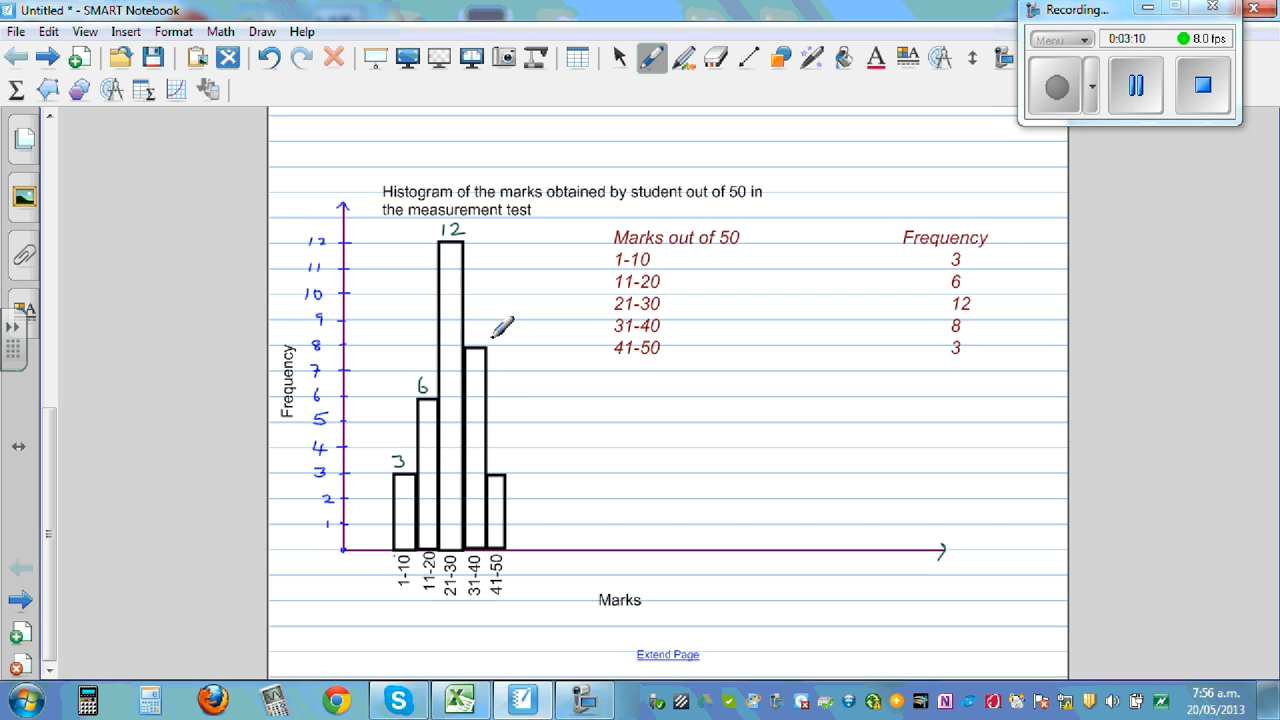 Untitled * - SMART Notebook
Recording...
File Edit View Insert Format Math Draw Help
Menu
0:03:10
8.0 fps
Histogram of the marks obtained by student out of 50 in
the measurement test
12
12
11
10
9
8
7
6
5
4
3
2
1
6
3
Frequency
Marks out of 50 Frequency
1-10 3
11-20 6
21-30 12
31-40 8
41-50 3
1-10
11-20
21-30
31-40
41-50
Marks
Extend Page
7:56 a.m.
20/05/2013